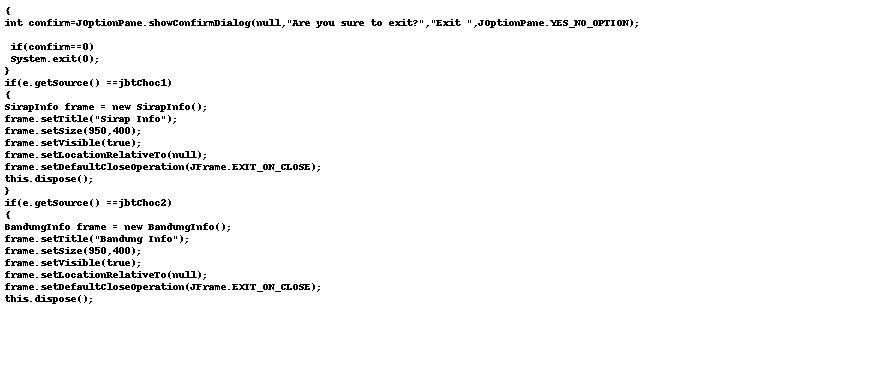 {
int confirm=JOptionPane.showConfirmDialog(null,"Are you sure to exit?","Exit ",JOptionPane.YES_NO_OPTION);
if(confirm==0)
System.exit(0);
}
if(e.getSource() ==jbtChoc1)
{
SirapInfo frame = new SirapInfo();
frame.setTitle("Sirap Info");
frame.setSize(950,400);
frame.setVisible(true);
frame.setLocationRelativeTo(null);
frame.setDefaultCloseOperation(JFrame.EXIT_ON_CLOSE);
this.dispose();
}
if(e.getSource() ==jbtChoc2)
{
BandungInfo frame = new BandungInfo();
frame.setTitle("Bandung Info");
frame.setSize(950,400);
frame.setVisible(true);
frame.setLocationRelativeTo(null);
frame.setDefaultCloseOperation(JFrame.EXIT_ON_CLOSE);
this.dispose();